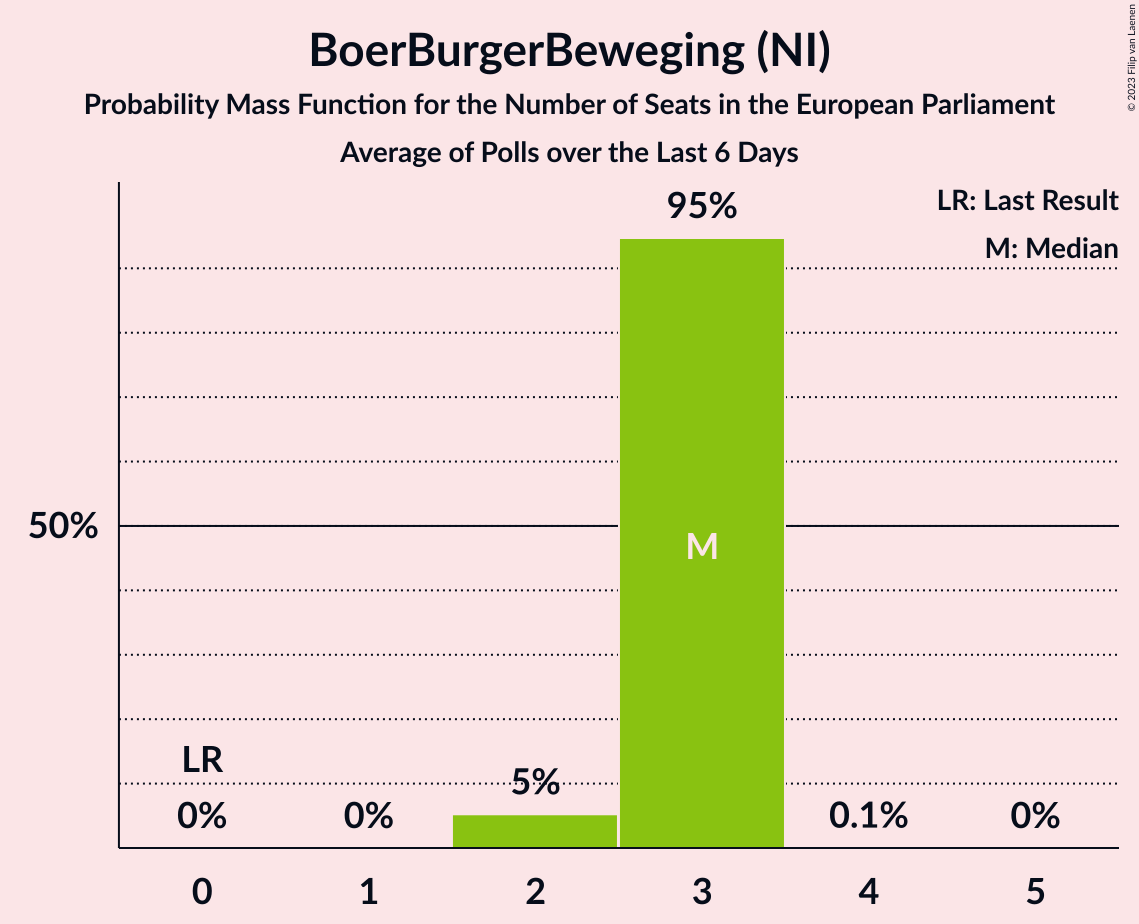 BoerBurgerBeweging (NI)
Probability Mass Function for the Number of Seats in the European Parliament
Average of Polls over the Last 6 Days
© 2023 Filip van Laenen
LR: Last Result
M: Median
95%
50%
M
LR
0%
0%
5%
0.1%
0%
0
1
2
3
4
5